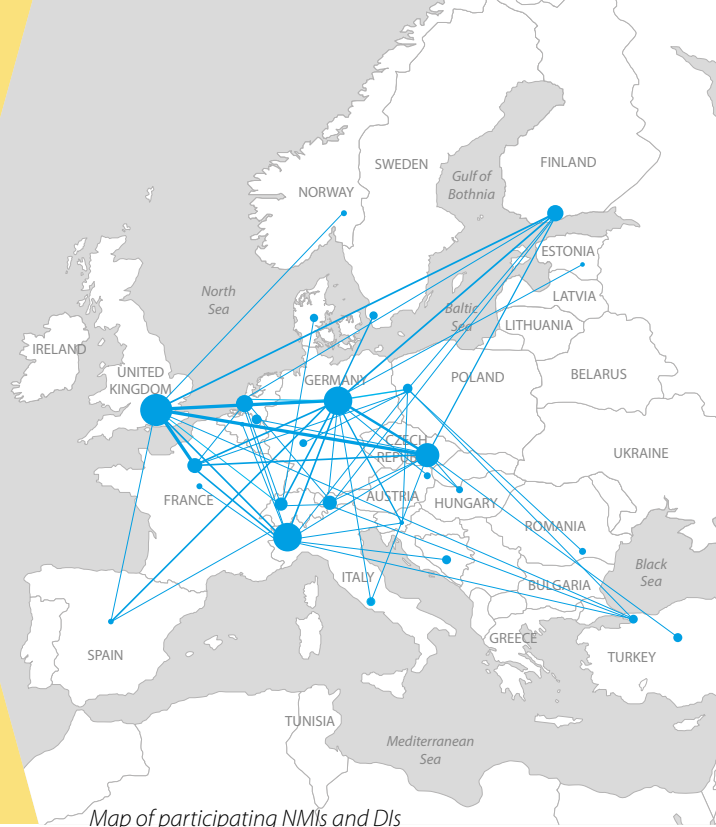 SWEDEN
FINLAND
Gulf of
Bothnia
NORWAY
ESTONIA
North
Sea
LATVIA
Baltic
Sea
LITHUANIA
IRELAND
UNITED
KINGDOM
GERMANY
POLAND
BELARUS
CZECH
REPUBLIC
UKRAINE
FRANCE
AUSTRIA
HUNGARY
ROMANIA
ITALY
BULGARIA
Black
Sea
SPAIN
GREECE
TURKEY
TUNISIA
Mediterranean
Sea
Map of participating NMIs and DIs